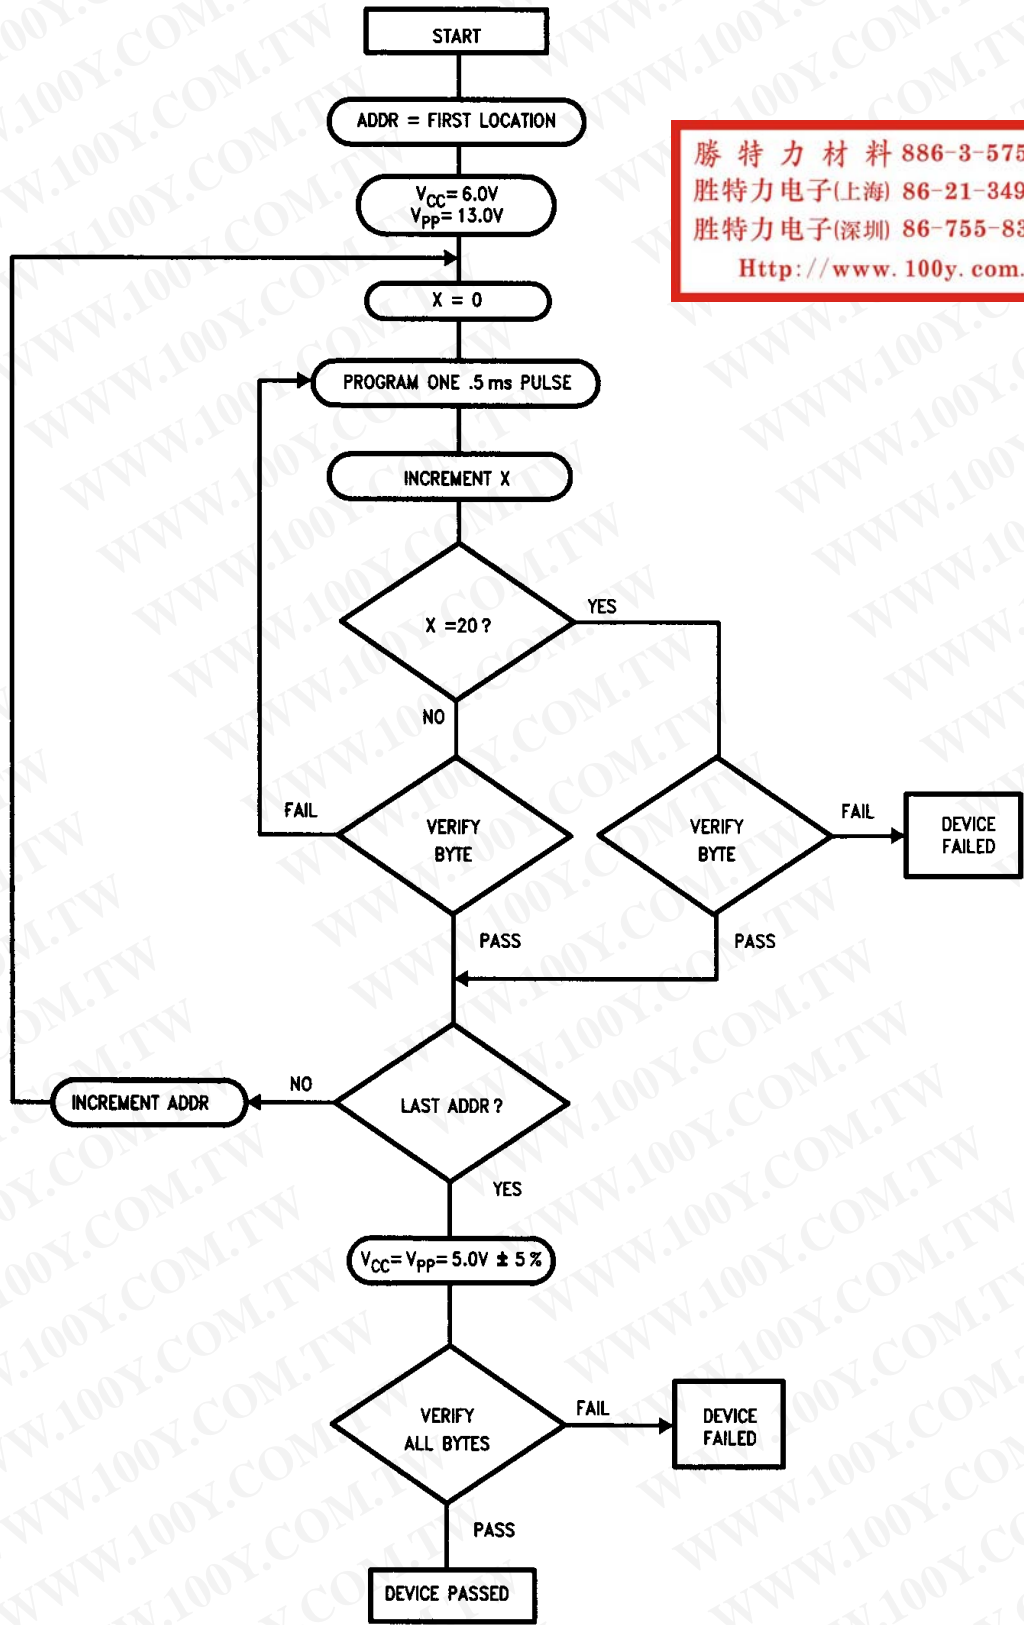 START
ADDR = FIRST LOCATION
勝特力材料 886-3-575
胜特力电子(上海) 86-21-349
胜特力电子(深圳) 86-755-83
Http://www.100y.com.
VCC = 6.0V
VPP = 13.0V
X = 0
PROGRAM ONE .5 ms PULSE
INCREMENT X
X = 20 ?
YES
NO
FAIL
VERIFY
BYTE
VERIFY
BYTE
FAIL
DEVICE
FAILED
PASS
PASS
INCREMENT ADDR
NO
LAST ADDR ?
YES
VCC = VPP = 5.0V ± 5 %
VERIFY
ALL BYTES
FAIL
DEVICE
FAILED
PASS
DEVICE PASSED
WWW.100Y.COM.TW